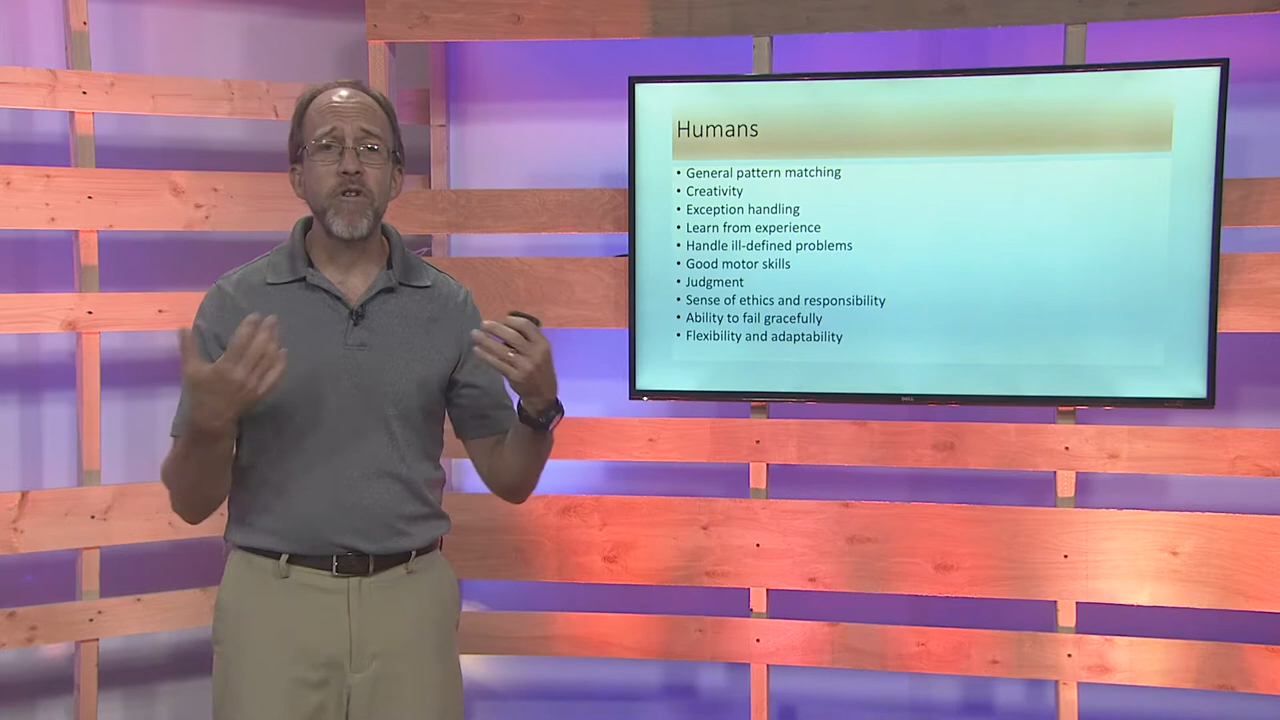 Humans
• General pattern matching
• Creativity
• Exception handling
• Learn from experience
• Handle ill-defined problems
• Good motor skills
• Judgment
• Sense of ethics and responsibility
• Ability to fail gracefully
• Flexibility and adaptability
DELL